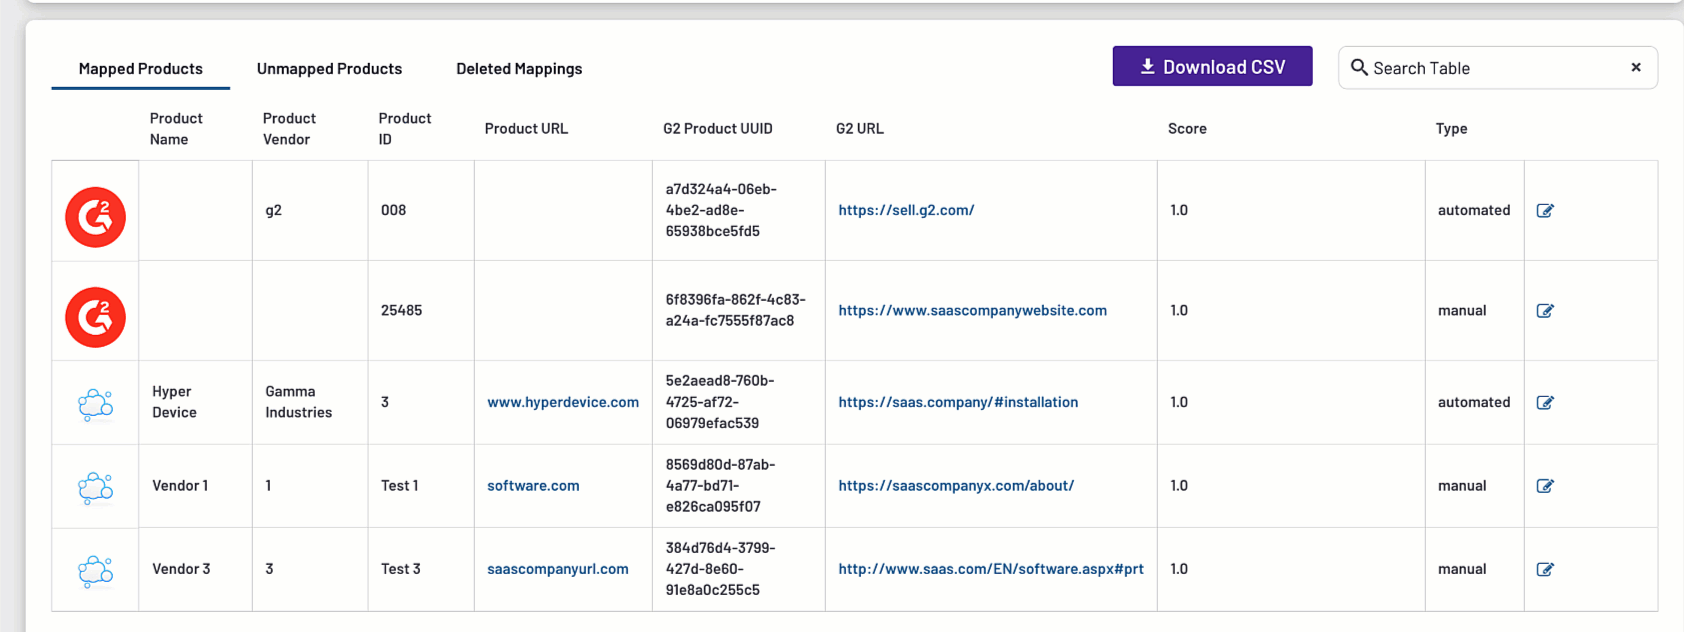 Mapped Products Unmapped Products Deleted Mappings Download CSV Search Table ×
Product Name Product Vendor Product ID Product URL G2 Product UUID G2 URL Score Type
G2 g2 008 a7d324a4-06eb-4be2-ad8e-65938bce5fd5 https://sell.g2.com/ 1.0 automated
G2 25485 6f8396fa-862f-4c83-a24a-fc7555f87ac8 https://www.saascompanywebsite.com 1.0 manual
Hyper Device Gamma Industries 3 www.hyperdevice.com 5e2aead8-760b-4725-af72-06979efac539 https://saas.company/#installation 1.0 automated
Vendor 1 1 Test 1 software.com 8569d80d-87ab-4a77-bd71-e826ca095f07 https://saascompanyx.com/about/ 1.0 manual
Vendor 3 3 Test 3 saascompanyurl.com 384d76d4-3799-427d-8e60-91e8a0c255c5 http://www.saas.com/EN/software.aspx#prt 1.0 manual